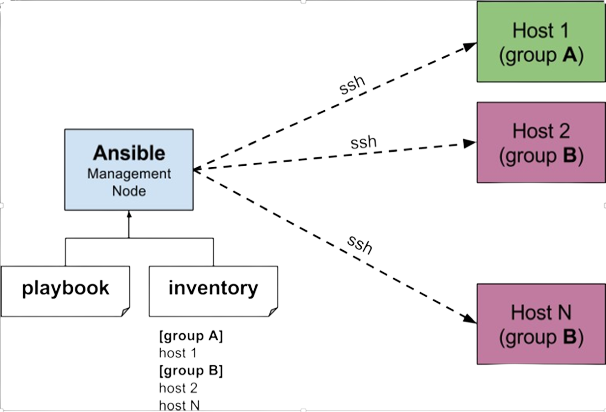 Host 1
(group A)
ssh
Host 2
(group B)
ssh
Ansible
Management
Node
ssh
playbook
inventory
Host N
(group B)
[group A]
host 1
[group B]
host 2
host N